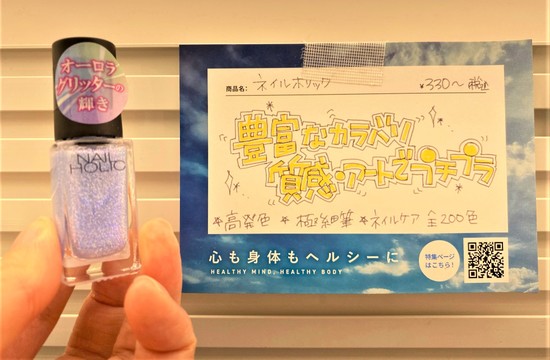 オーロラ
グリッターの
輝き
NAIL
HOLIC
商品名: ネイルホリック ¥330〜 税込
豊富なカラバリ
質感・アートでプチプラ
★高発色 ★極細筆 ★ネイルケア 全200色
心も身体もヘルシーに
HEALTHY MIND, HEALTHY BODY
特集ページ
はこちら!